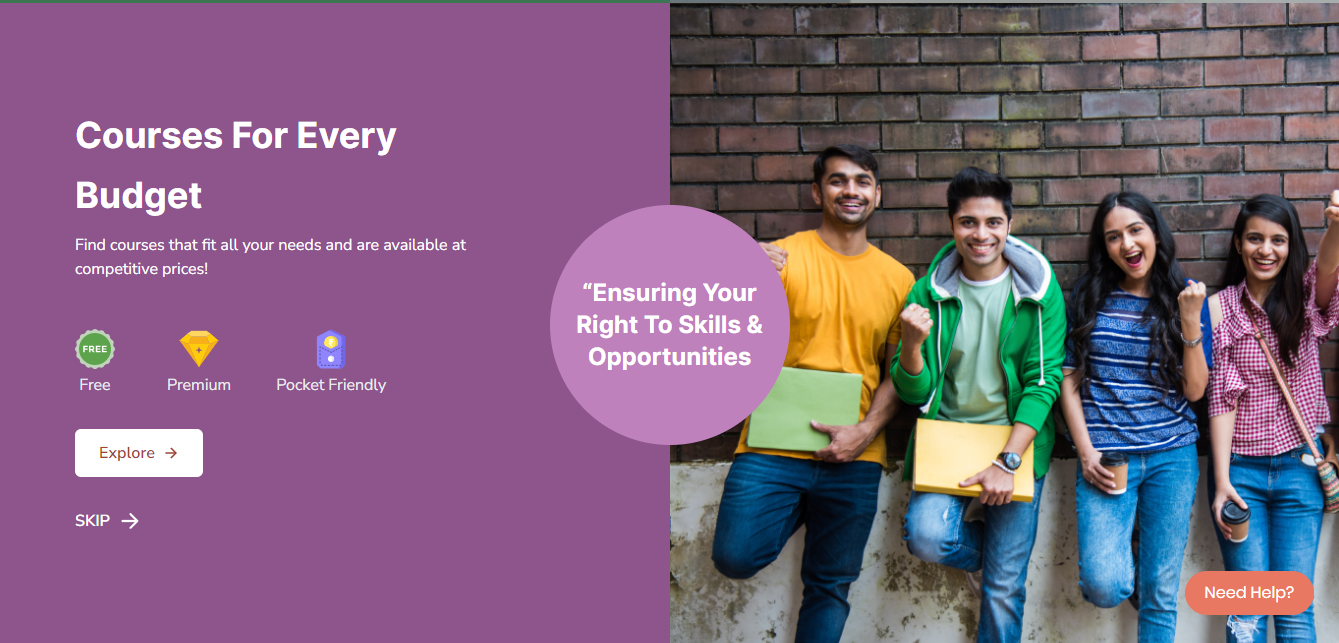 Courses For Every
Budget
Find courses that fit all your needs and are available at
competitive prices!
FREE
Free
Premium
Pocket Friendly
Explore
SKIP
“Ensuring Your
Right To Skills &
Opportunities
Need Help?